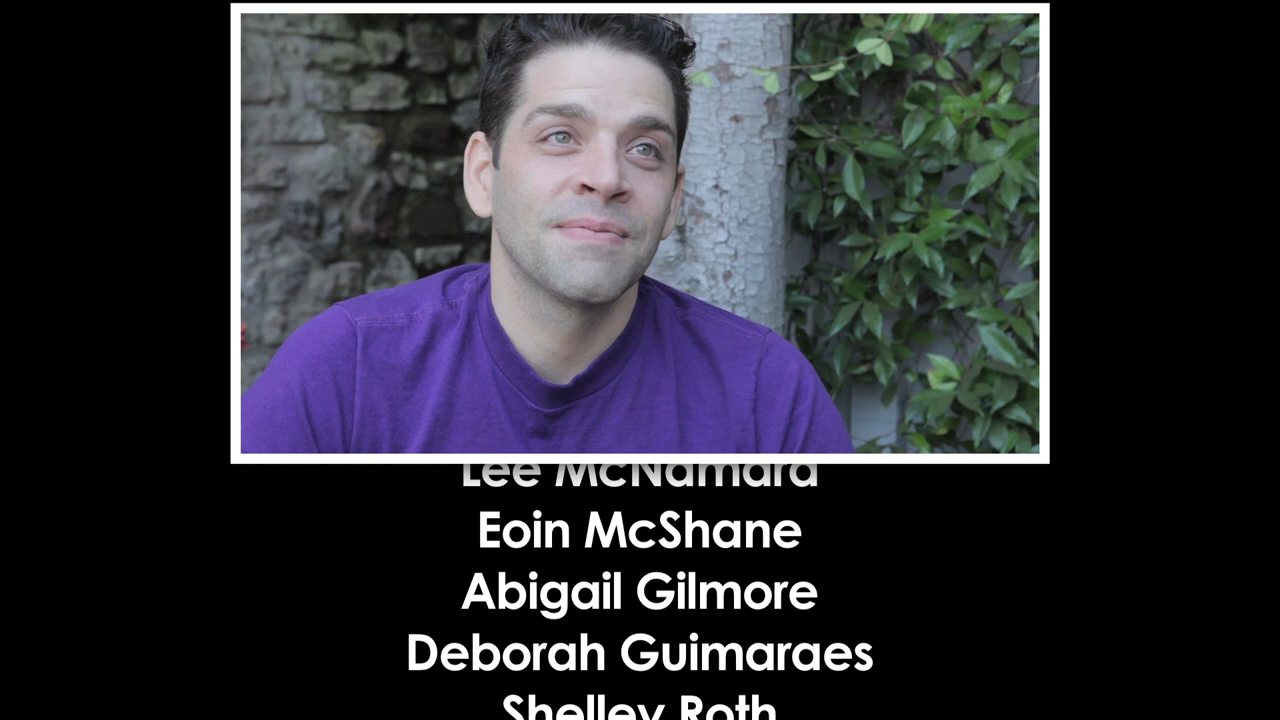 Lee McNamara
Eoin McShane
Abigail Gilmore
Deborah Guimaraes
Shelley Roth